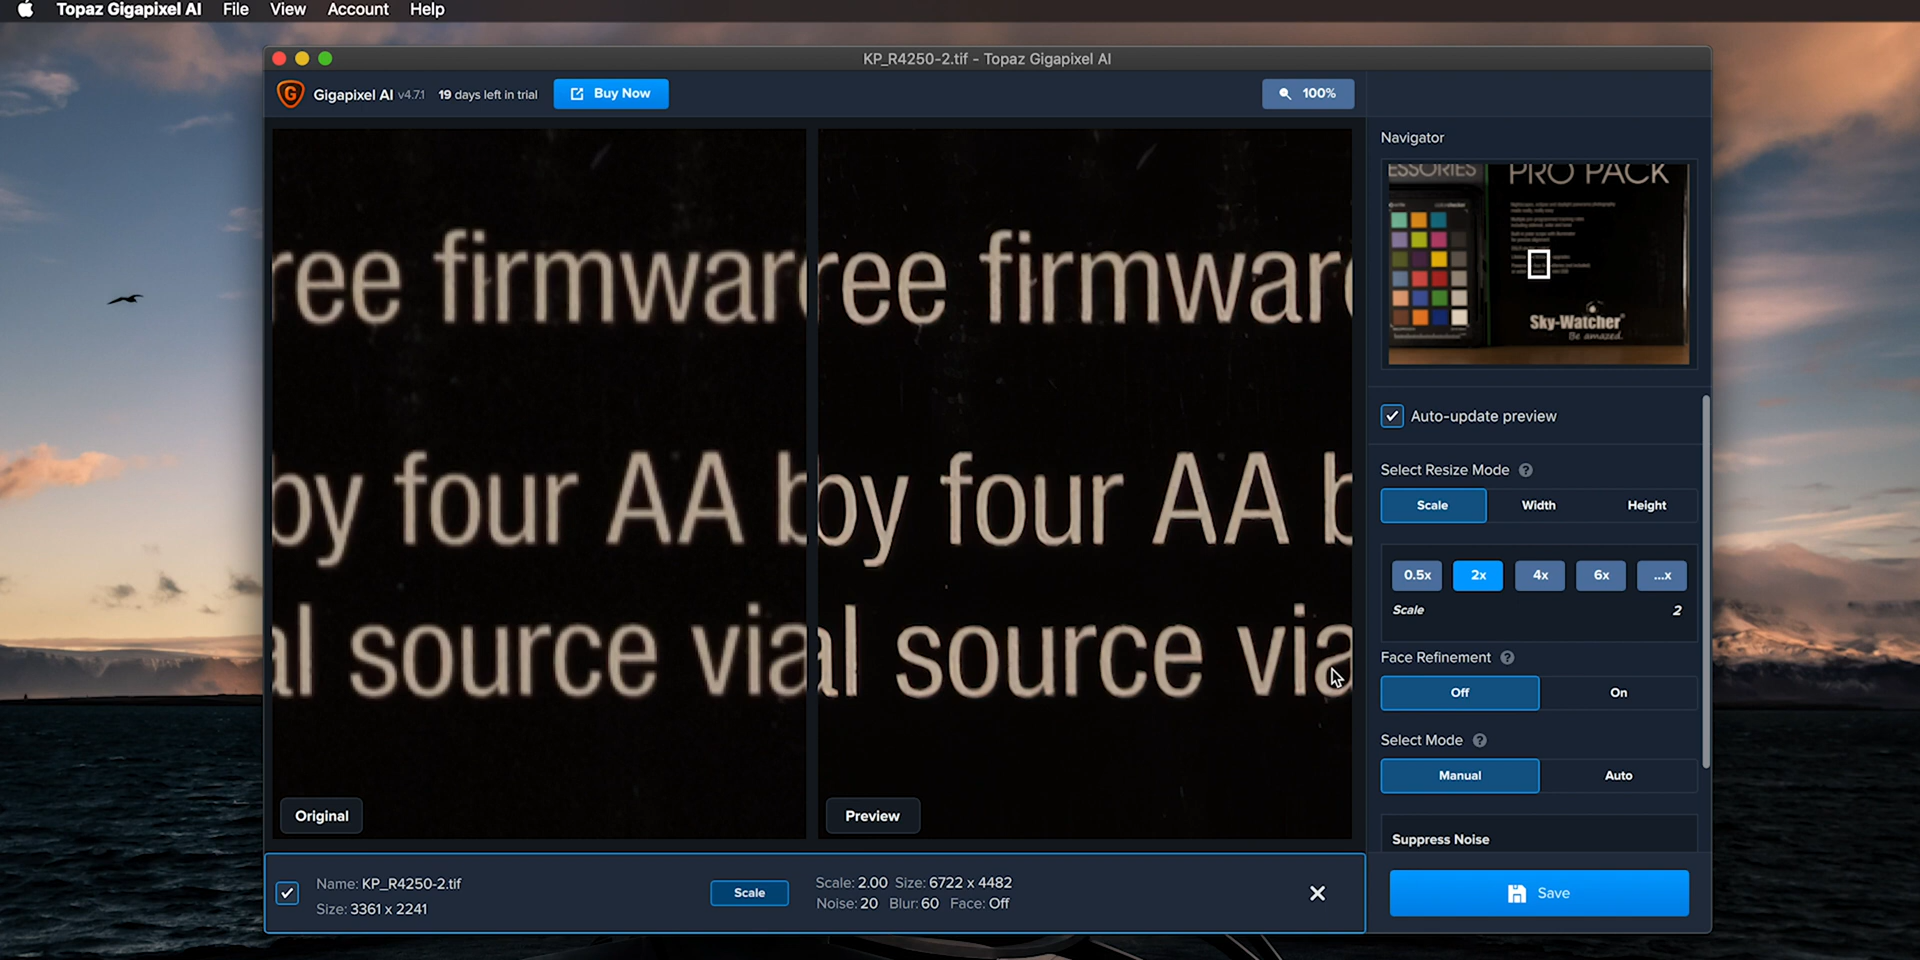 Topaz Gigapixel AI File View Account Help
KP_R4250-2.tif - Topaz Gigapixel AI
G Gigapixel AI v4.7.1 19 days left in trial Buy Now 100%
ree firmwar
by four AA b
al source via
Original
ree firmwar
by four AA b
al source via
Preview
Navigator
ESSORIES PRO PACK
Sky-Watcher
Be amazed.
Auto-update preview
Select Resize Mode ?
Scale Width Height
0.5x 2x 4x 6x ...x
Scale 2
Face Refinement ?
Off On
Select Mode ?
Manual Auto
Suppress Noise
Save
Name: KP_R4250-2.tif
Size: 3361 x 2241
Scale
Scale: 2.00 Size: 6722 x 4482
Noise: 20 Blur: 60 Face: Off